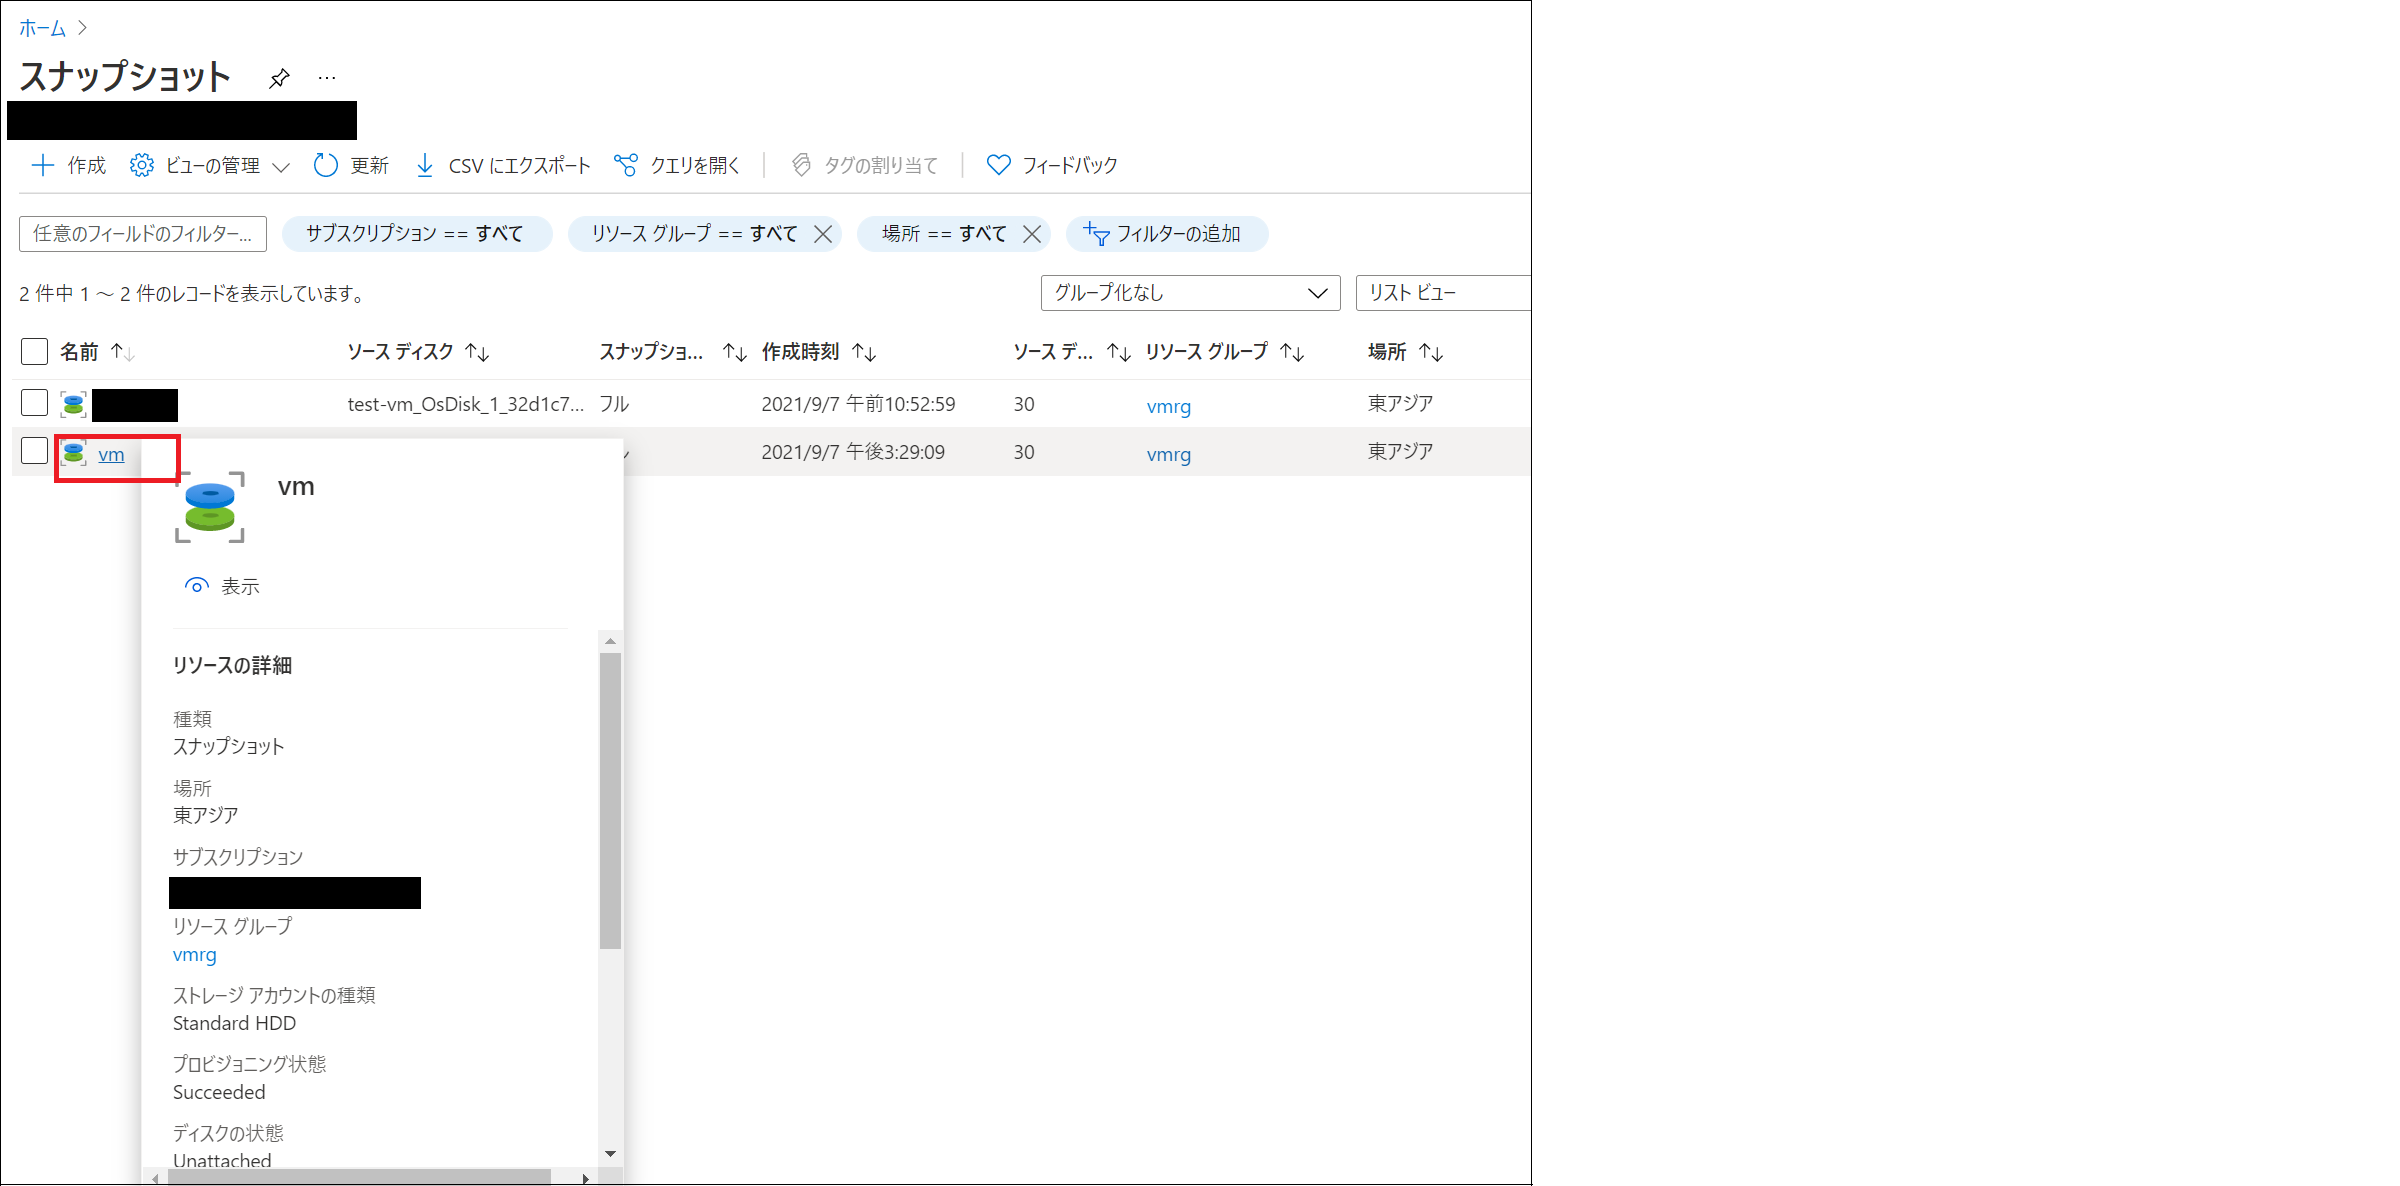 ホーム
スナップショット
作成 ビューの管理 更新 CSV にエクスポート クエリを開く タグの割り当て フィードバック
任意のフィールドのフィルター... サブスクリプション == すべて リソース グループ == すべて 場所 == すべて フィルターの追加
2 件中 1 ～ 2 件のレコードを表示しています。 グループ化なし リスト ビュー
名前 ソース ディスク スナップショ... 作成時刻 ソース デ... リソース グループ 場所
test-vm_OsDisk_1_32d1c7... フル 2021/9/7 午前10:52:59 30 vmrg 東アジア
vm 2021/9/7 午後3:29:09 30 vmrg 東アジア
vm
表示
リソースの詳細
種類
スナップショット
場所
東アジア
サブスクリプション
リソース グループ
vmrg
ストレージ アカウントの種類
Standard HDD
プロビジョニング状態
Succeeded
ディスクの状態
Unattached